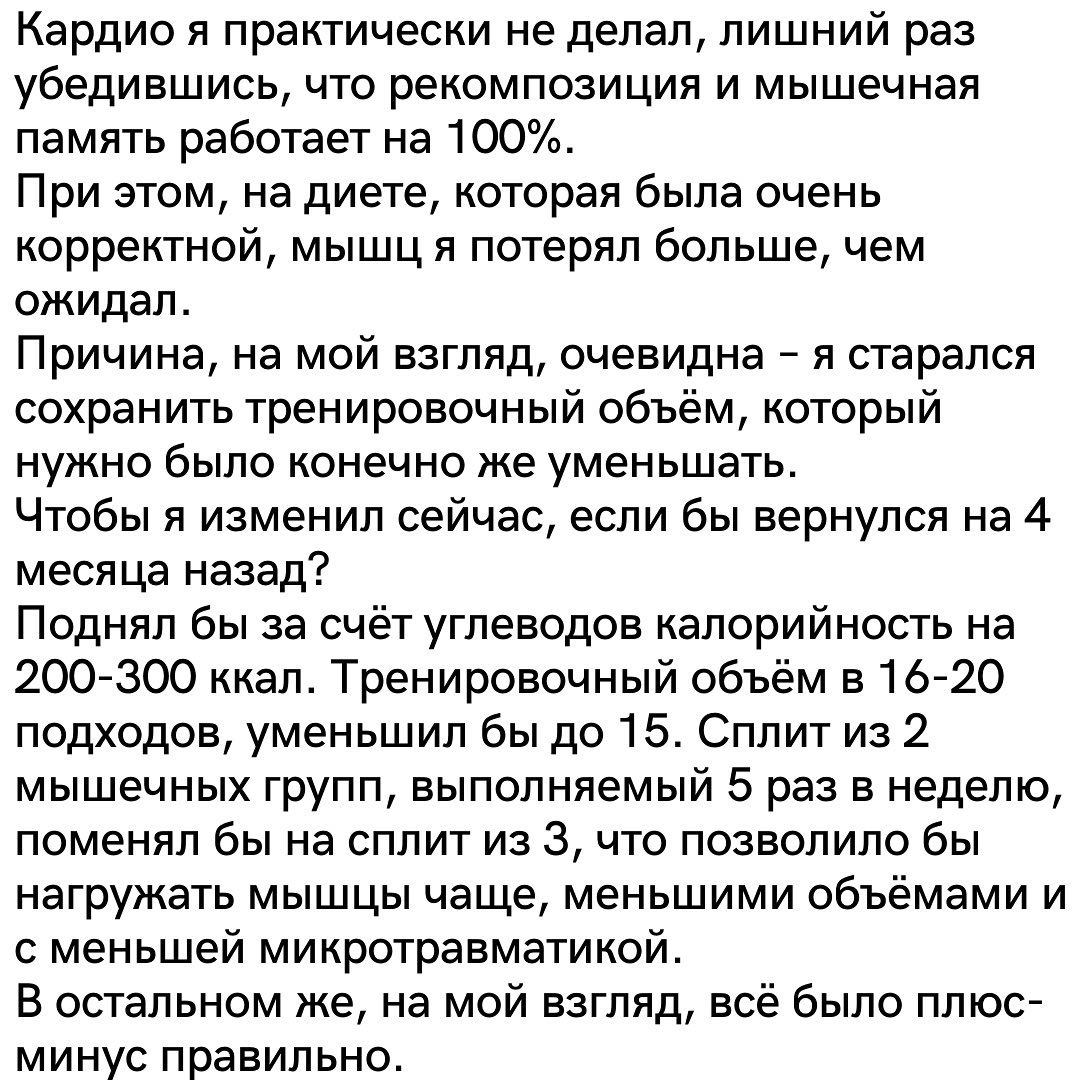 Кардио я практически не делал, лишний раз
убедившись, что рекомпозиция и мышечная
память работает на 100%.
При этом, на диете, которая была очень
корректной, мышц я потерял больше, чем
ожидал.
Причина, на мой взгляд, очевидна – я старался
сохранить тренировочный объём, который
нужно было конечно же уменьшать.
Чтобы я изменил сейчас, если бы вернулся на 4
месяца назад?
Поднял бы за счёт углеводов калорийность на
200-300 ккал. Тренировочный объём в 16-20
подходов, уменьшил бы до 15. Сплит из 2
мышечных групп, выполняемый 5 раз в неделю,
поменял бы на сплит из 3, что позволило бы
нагружать мышцы чаще, меньшими объёмами и
с меньшей микротравматикой.
В остальном же, на мой взгляд, всё было плюс-
минус правильно.